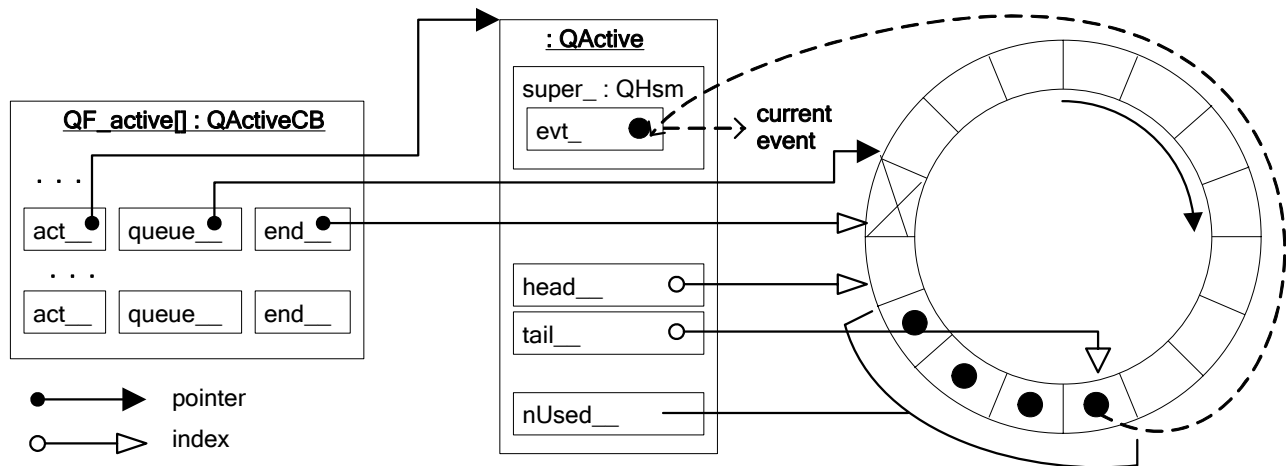 QF_active[] : QActiveCB
. . .
act__ queue__ end__
. . .
act__ queue__ end__
pointer
index
: QActive
super_ : QHsm
evt_
head__
tail__
nUsed__
current
event